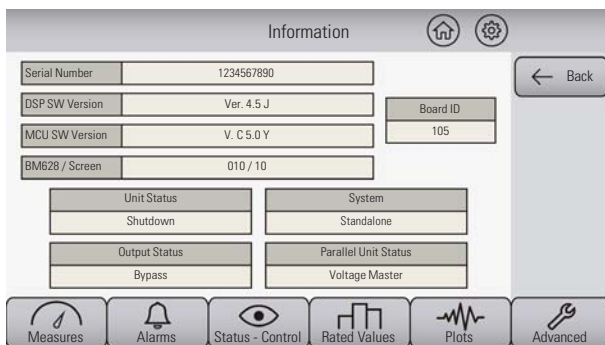 Information
Back
Serial Number 1234567890
DSP SW Version Ver. 4.5 J
Board ID
MCU SW Version V. C 5.0 Y
105
BM628 / Screen 010 / 10
Unit Status System
Shutdown Standalone
Output Status Parallel Unit Status
Bypass Voltage Master
Measures Alarms Status - Control Rated Values Plots Advanced